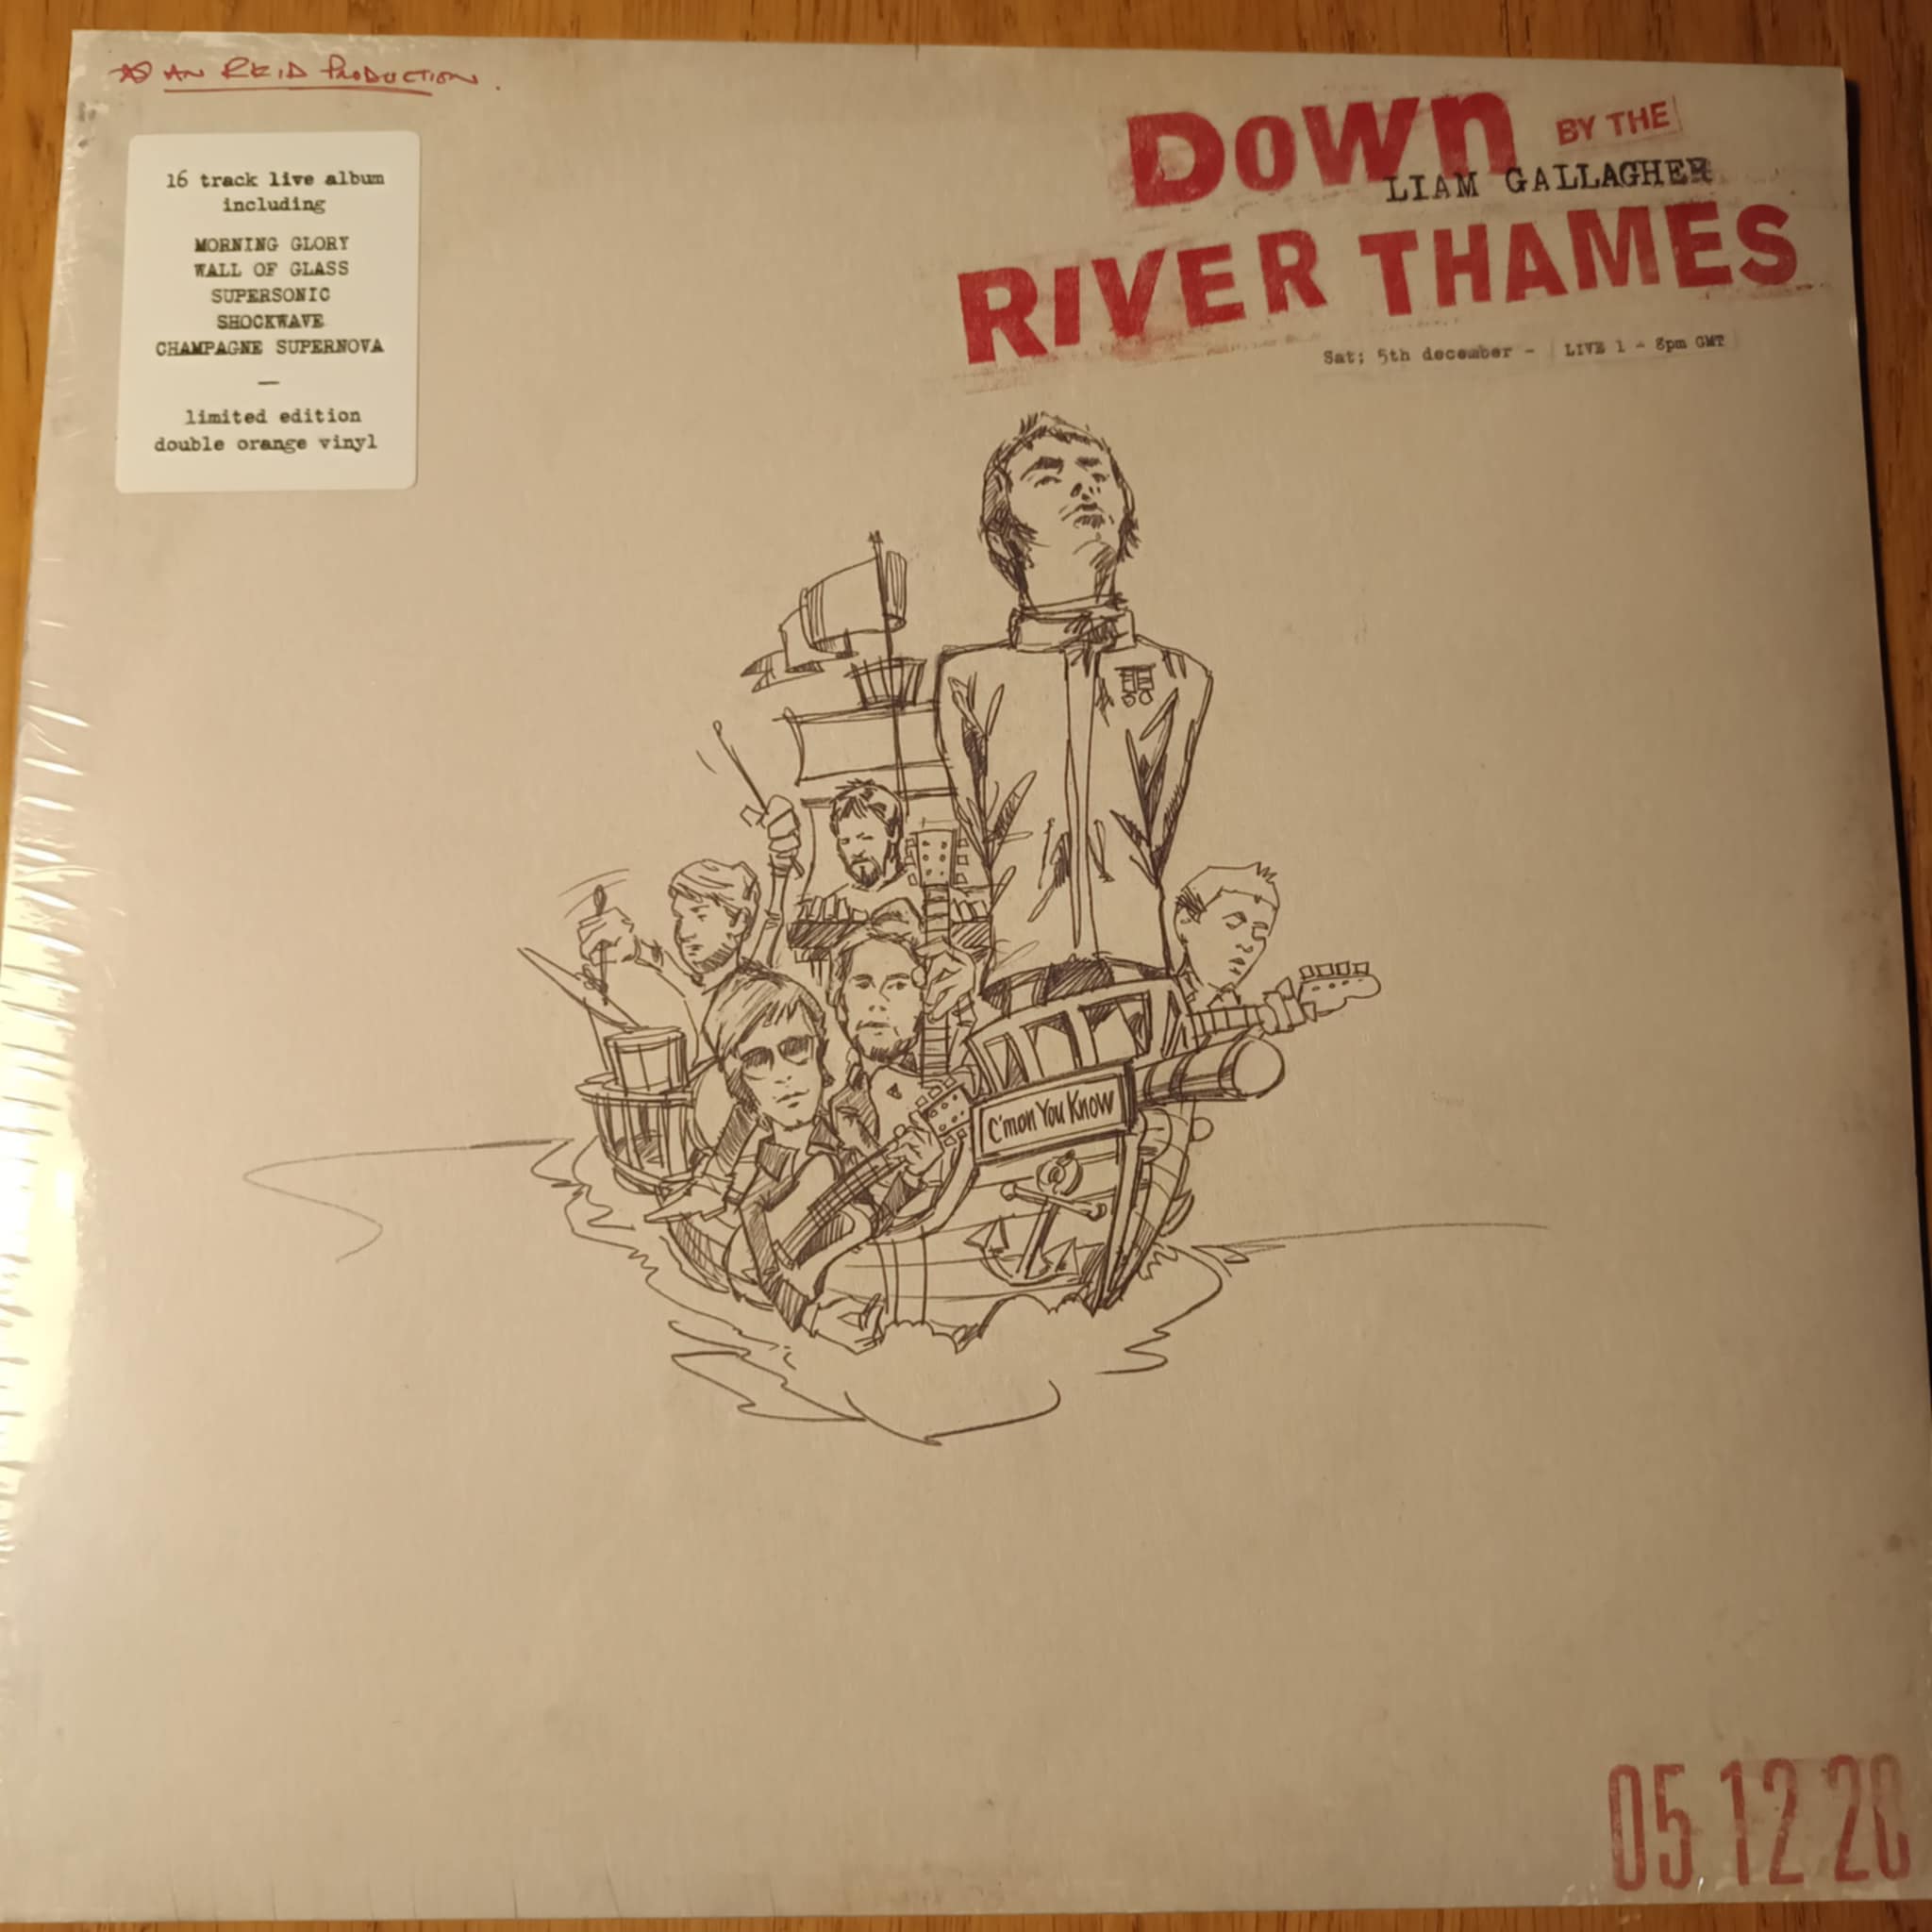 AN REID PRODUCTION.
16 track live album
including
MORNING GLORY
WALL OF GLASS
SUPERSONIC
SHOCKWAVE
CHAMPAGNE SUPERNOVA
—
limited edition
double orange vinyl
Down BY THE
LIAM GALLAGHER
RIVER THAMES
Sat; 5th december - LIVE 1 - 8pm GMT
C'mon You Know
05 12 20